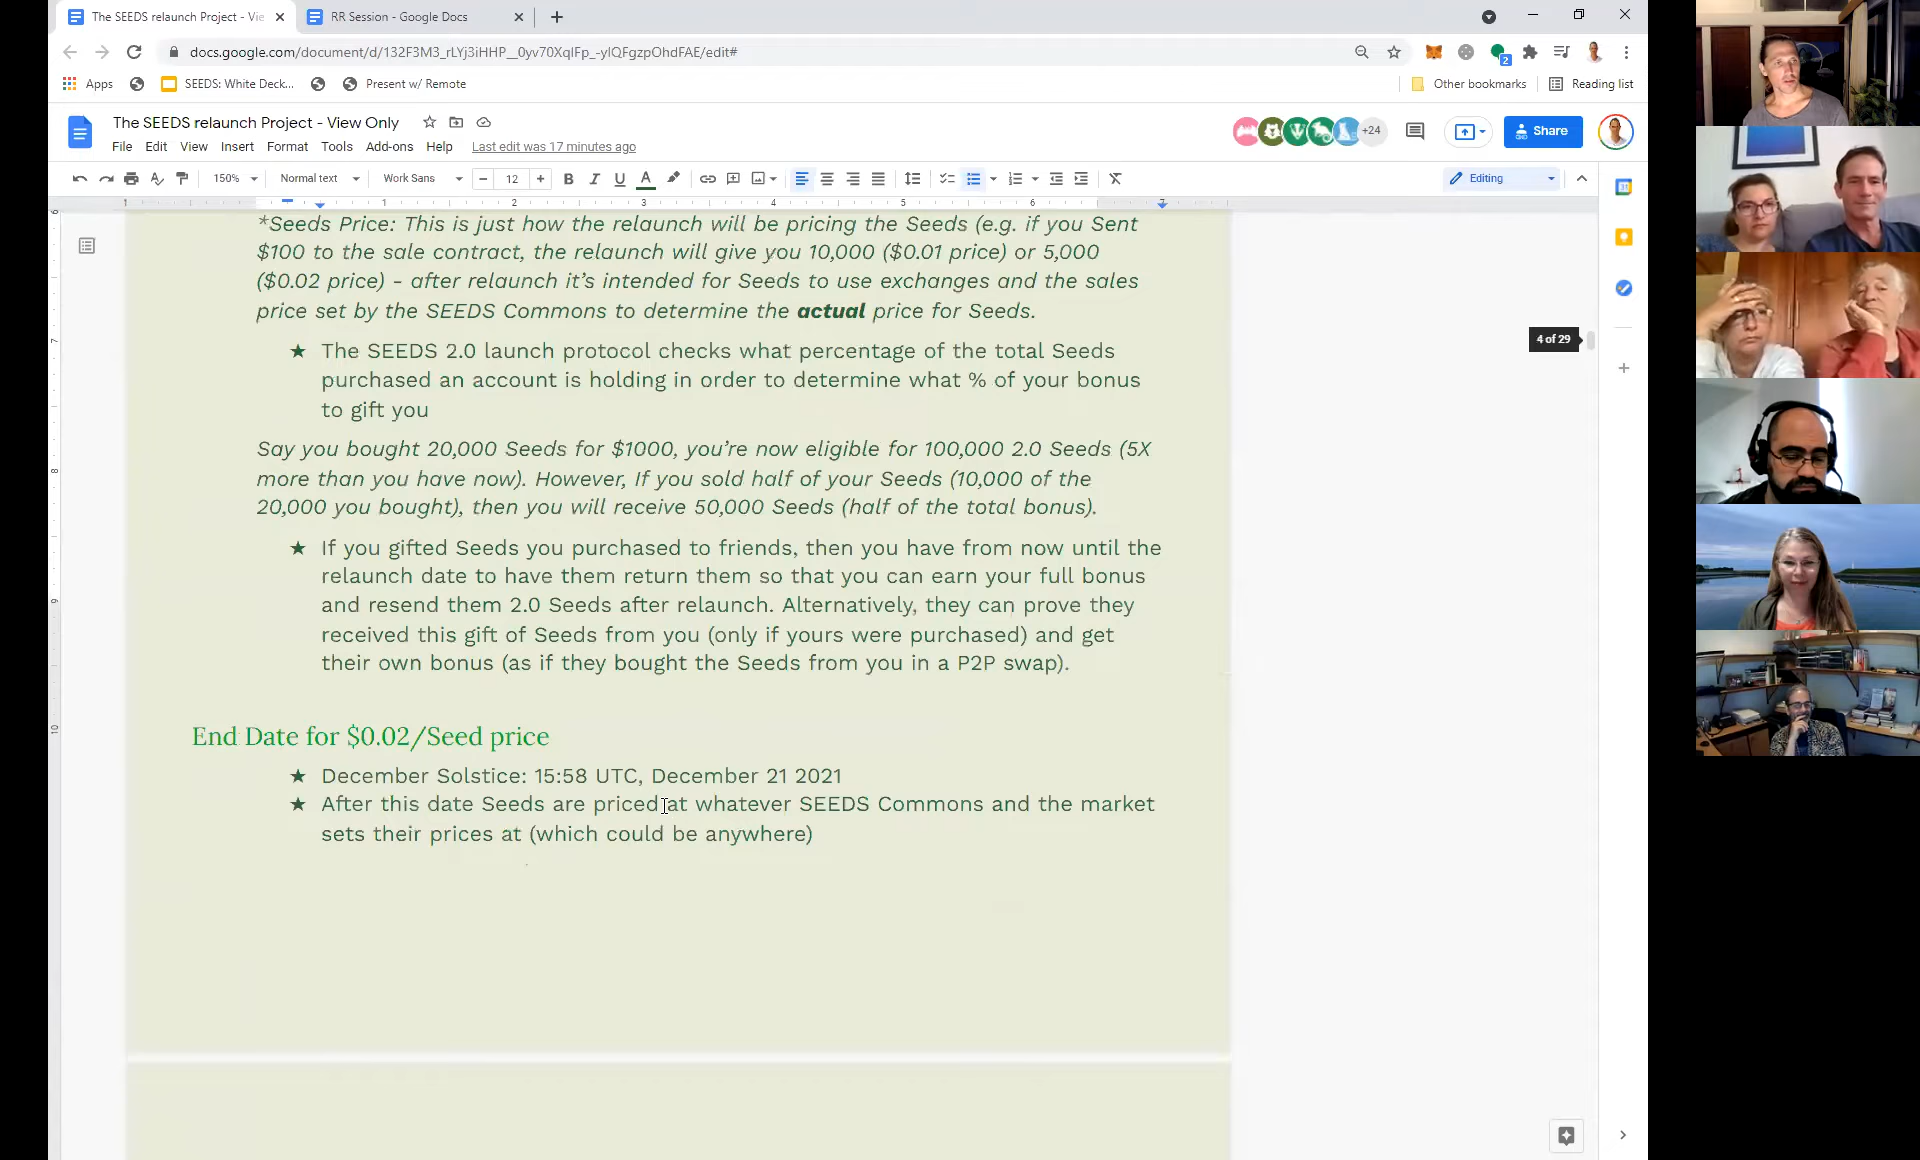 The SEEDS relaunch Project - Vie
RR Session - Google Docs
docs.google.com/document/d/132F3M3_rLYj3iHHP__0yv70XqIFp_-yIQFgzpOhdFAE/edit#
2
Apps
SEEDS: White Deck...
Present w/ Remote
Other bookmarks
Reading list
The SEEDS relaunch Project - View Only
+24
Share
File Edit View Insert Format Tools Add-ons Help Last edit was 17 minutes ago
150% Normal text Work Sans 12 B I U A Editing
1 1 2 3 4 5 6 7
*Seeds Price: This is just how the relaunch will be pricing the Seeds (e.g. if you Sent
$100 to the sale contract, the relaunch will give you 10,000 ($0.01 price) or 5,000
($0.02 price) - after relaunch it's intended for Seeds to use exchanges and the sales
price set by the SEEDS Commons to determine the actual price for Seeds.
4 of 29
★ The SEEDS 2.0 launch protocol checks what percentage of the total Seeds
purchased an account is holding in order to determine what % of your bonus
to gift you
Say you bought 20,000 Seeds for $1000, you're now eligible for 100,000 2.0 Seeds (5X
more than you have now). However, If you sold half of your Seeds (10,000 of the
20,000 you bought), then you will receive 50,000 Seeds (half of the total bonus).
★ If you gifted Seeds you purchased to friends, then you have from now until the
relaunch date to have them return them so that you can earn your full bonus
and resend them 2.0 Seeds after relaunch. Alternatively, they can prove they
received this gift of Seeds from you (only if yours were purchased) and get
their own bonus (as if they bought the Seeds from you in a P2P swap).
End Date for $0.02/Seed price
★ December Solstice: 15:58 UTC, December 21 2021
★ After this date Seeds are priced at whatever SEEDS Commons and the market
sets their prices at (which could be anywhere)